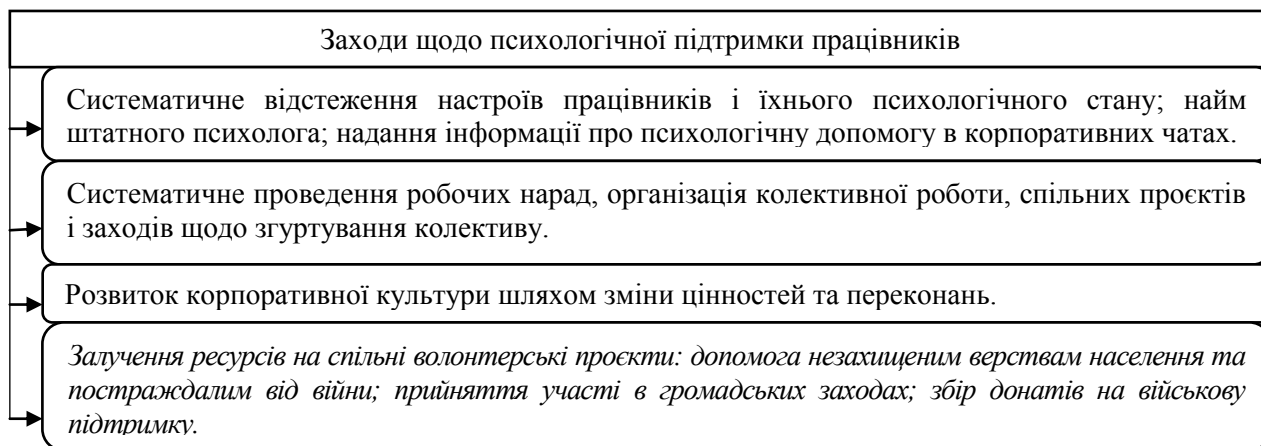 Заходи щодо психологічної підтримки працівників
Систематичне відстеження настроїв працівників і їхнього психологічного стану; найм
штатного психолога; надання інформації про психологічну допомогу в корпоративних чатах.
Систематичне проведення робочих нарад, організація колективної роботи, спільних проєктів
і заходів щодо згуртування колективу.
Розвиток корпоративної культури шляхом зміни цінностей та переконань.
Залучення ресурсів на спільні волонтерські проєкти: допомога незахищеним верствам населення та
постраждалим від війни; прийняття участі в громадських заходах; збір донатів на військову
підтримку.